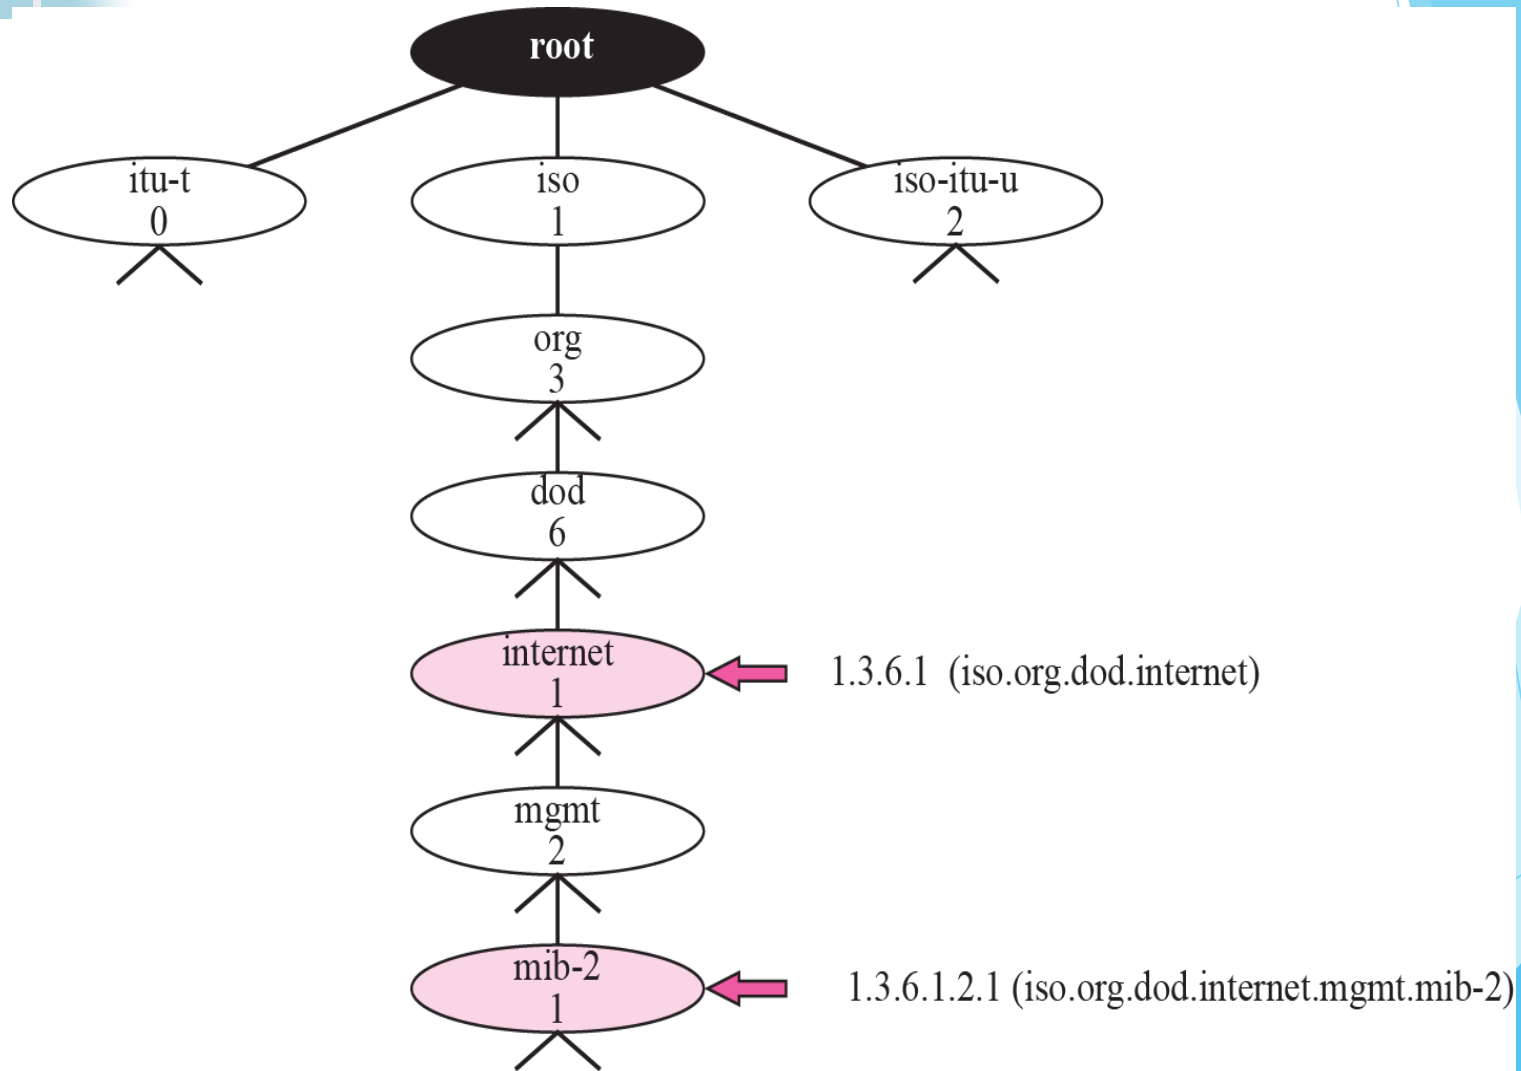 root
itu-t
0
iso
1
iso-itu-u
2
org
3
dod
6
internet
1
1.3.6.1 (iso.org.dod.internet)
mgmt
2
mib-2
1
1.3.6.1.2.1 (iso.org.dod.internet.mgmt.mib-2)